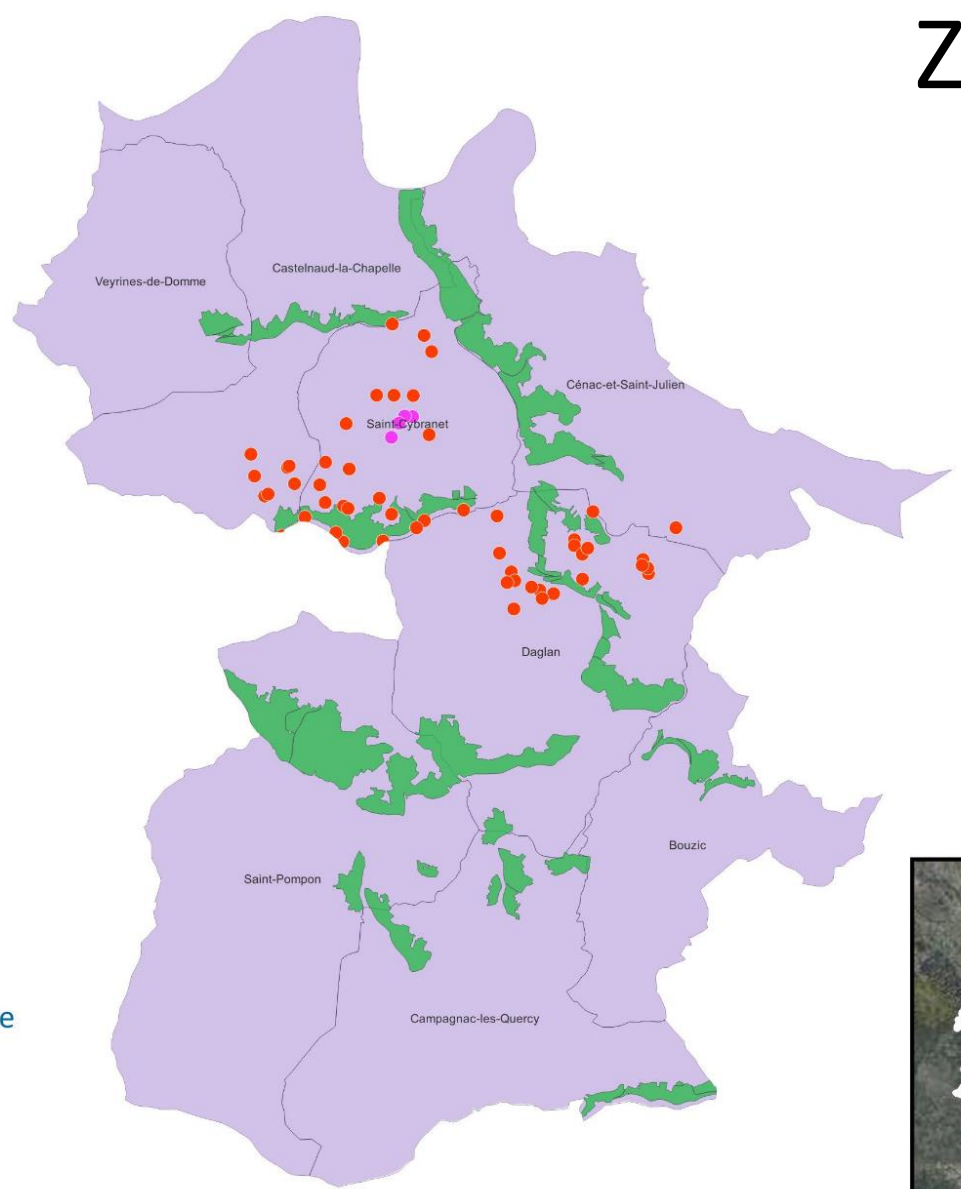 Z
Castelnaud-la-Chapelle
Veyrines-de-Domme
Cénac-et-Saint-Julien
Saint-Cybranet
Daglan
Bouzic
Saint-Pompon
Campagnac-les-Quercy
e